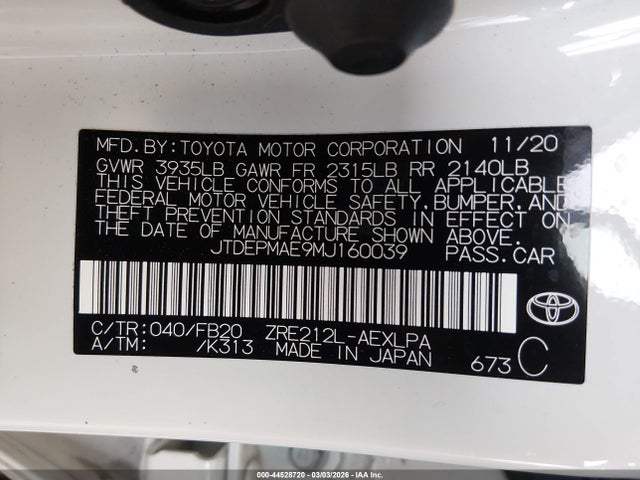 MFD.BY:TOYOTA MOTOR CORPORATION 11/20
GVWR 3935LB GAWR FR 2315LB RR 2140LB
THIS VEHICLE CONFORMS TO ALL APPLICABLE
FEDERAL MOTOR VEHICLE SAFETY,BUMPER,AND
THEFT PREVENTION STANDARDS IN EFFECT ON
THE DATE OF MANUFACTURE SHOWN ABOVE.
JTDEPMAE9MJ160039 PASS.CAR
C/TR:040/FB20 ZRE212L-AEXLPA
A/TM: /K313 MADE IN JAPAN 673 C
TOYOTA
000-44528720 | 03/03/2026 | IAA Inc.